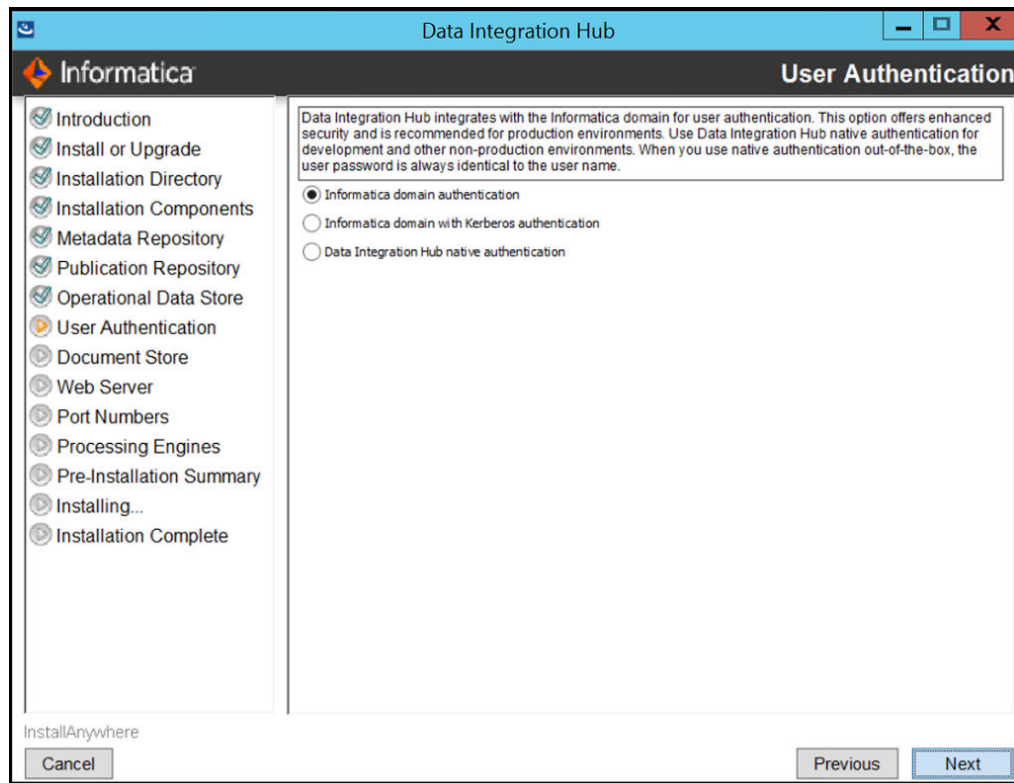 Data Integration Hub
Informatica
User Authentication
Introduction
Install or Upgrade
Installation Directory
Installation Components
Metadata Repository
Publication Repository
Operational Data Store
User Authentication
Document Store
Web Server
Port Numbers
Processing Engines
Pre-Installation Summary
Installing...
Installation Complete
Data Integration Hub integrates with the Informatica domain for user authentication. This option offers enhanced
security and is recommended for production environments. Use Data Integration Hub native authentication for
development and other non-production environments. When you use native authentication out-of-the-box, the
user password is always identical to the user name.
Informatica domain authentication
Informatica domain with Kerberos authentication
Data Integration Hub native authentication
InstallAnywhere
Cancel
Previous
Next